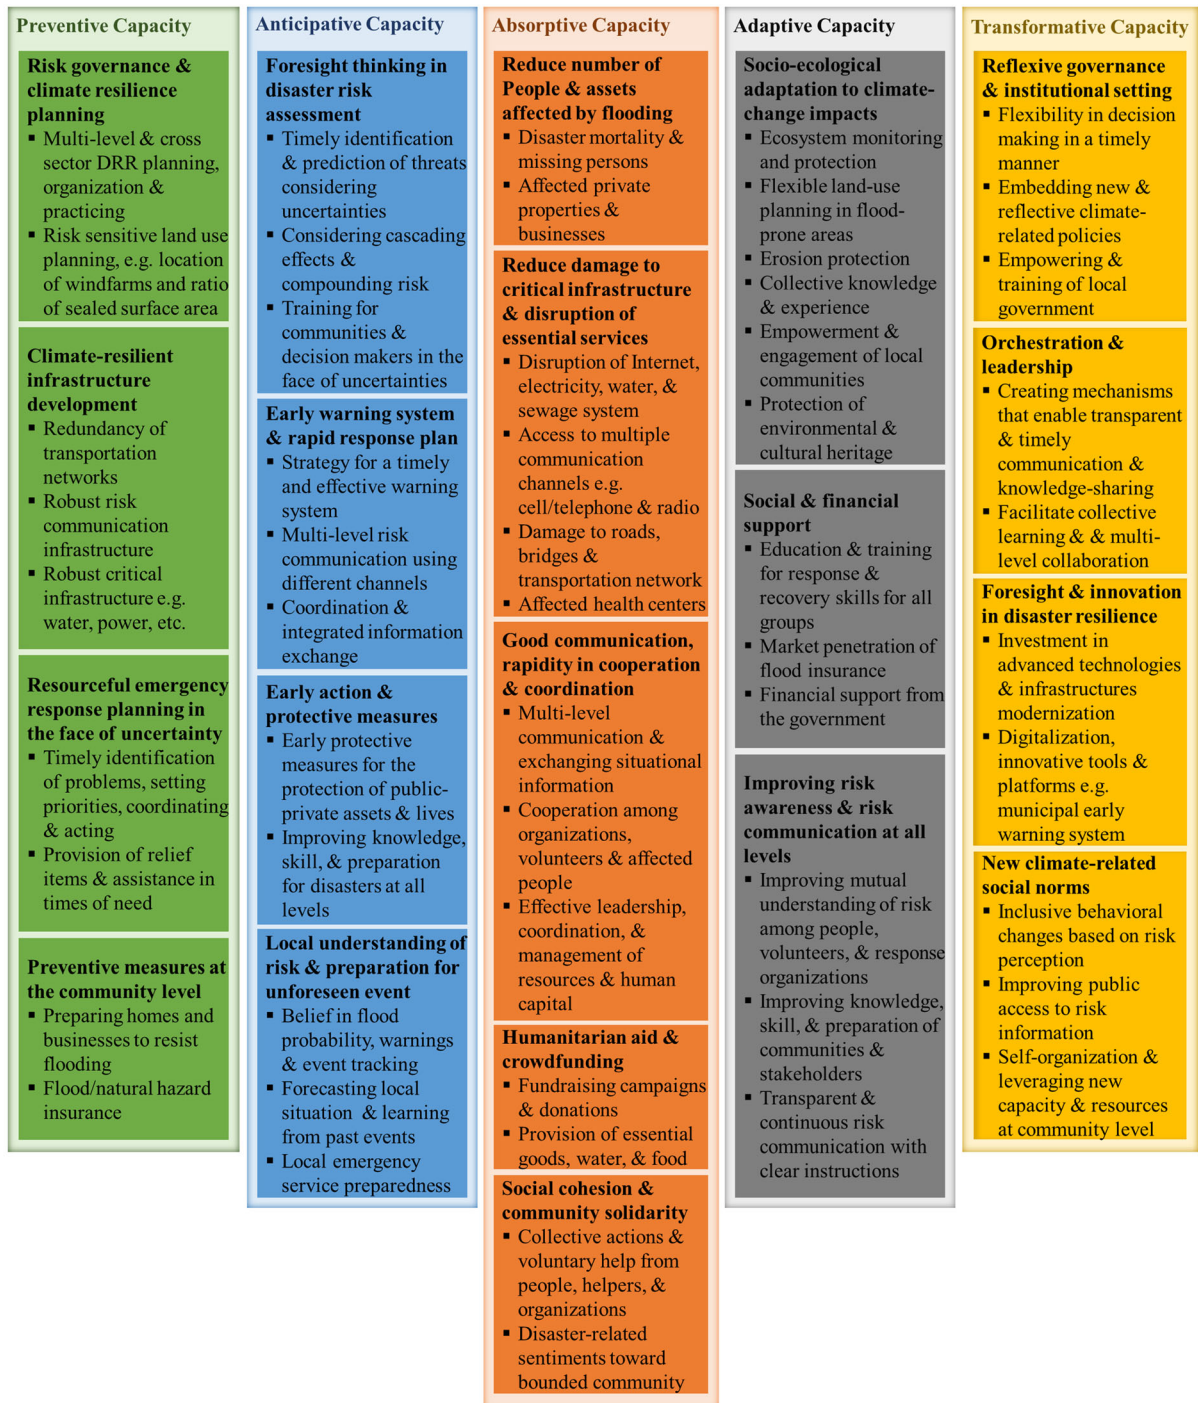 Preventive Capacity
Risk governance &
climate resilience
planning
▪ Multi-level & cross
sector DRR planning,
organization &
practicing
▪ Risk sensitive land use
planning, e.g. location
of windfarms and ratio
of sealed surface area
Climate-resilient
infrastructure
development
▪ Redundancy of
transportation
networks
▪ Robust risk
communication
infrastructure
▪ Robust critical
infrastructure e.g.
water, power, etc.
Resourceful emergency
response planning in
the face of uncertainty
▪ Timely identification
of problems, setting
priorities, coordinating
& acting
▪ Provision of relief
items & assistance in
times of need
Preventive measures at
the community level
▪ Preparing homes and
businesses to resist
flooding
▪ Flood/natural hazard
insurance
Anticipative Capacity
Foresight thinking in
disaster risk
assessment
▪ Timely identification
& prediction of threats
considering
uncertainties
▪ Considering cascading
effects &
compounding risk
▪ Training for
communities &
decision makers in the
face of uncertainties
Early warning system
& rapid response plan
▪ Strategy for a timely
and effective warning
system
▪ Multi-level risk
communication using
different channels
▪ Coordination &
integrated information
exchange
Early action &
protective measures
▪ Early protective
measures for the
protection of public-
private assets & lives
▪ Improving knowledge,
skill, & preparation
for disasters at all
levels
Local understanding of
risk & preparation for
unforeseen event
▪ Belief in flood
probability, warnings
& event tracking
▪ Forecasting local
situation & learning
from past events
▪ Local emergency
service preparedness
Absorptive Capacity
Reduce number of
People & assets
affected by flooding
▪ Disaster mortality &
missing persons
▪ Affected private
properties &
businesses
Reduce damage to
critical infrastructure
& disruption of
essential services
▪ Disruption of Internet,
electricity, water, &
sewage system
▪ Access to multiple
communication
channels e.g.
cell/telephone & radio
▪ Damage to roads,
bridges &
transportation network
▪ Affected health centers
Good communication,
rapidity in cooperation
& coordination
▪ Multi-level
communication &
exchanging situational
information
▪ Cooperation among
organizations,
volunteers & affected
people
▪ Effective leadership,
coordination, &
management of
resources & human
capital
Humanitarian aid &
crowdfunding
▪ Fundraising campaigns
& donations
▪ Provision of essential
goods, water, & food
Social cohesion &
community solidarity
▪ Collective actions &
voluntary help from
people, helpers, &
organizations
▪ Disaster-related
sentiments toward
bounded community
Adaptive Capacity
Socio-ecological
adaptation to climate-
change impacts
▪ Ecosystem monitoring
and protection
▪ Flexible land-use
planning in flood-
prone areas
▪ Erosion protection
▪ Collective knowledge
& experience
▪ Empowerment &
engagement of local
communities
▪ Protection of
environmental &
cultural heritage
Social & financial
support
▪ Education & training
for response &
recovery skills for all
groups
▪ Market penetration of
flood insurance
▪ Financial support from
the government
Improving risk
awareness & risk
communication at all
levels
▪ Improving mutual
understanding of risk
among people,
volunteers, & response
organizations
▪ Improving knowledge,
skill, & preparation of
communities &
stakeholders
▪ Transparent &
continuous risk
communication with
clear instructions
Transformative Capacity
Reflexive governance
& institutional setting
▪ Flexibility in decision
making in a timely
manner
▪ Embedding new &
reflective climate-
related policies
▪ Empowering &
training of local
government
Orchestration &
leadership
▪ Creating mechanisms
that enable transparent
& timely
communication &
knowledge-sharing
▪ Facilitate collective
learning & & multi-
level collaboration
Foresight & innovation
in disaster resilience
▪ Investment in
advanced technologies
& infrastructures
modernization
▪ Digitalization,
innovative tools &
platforms e.g.
municipal early
warning system
New climate-related
social norms
▪ Inclusive behavioral
changes based on risk
perception
▪ Improving public
access to risk
information
▪ Self-organization &
leveraging new
capacity & resources
at community level